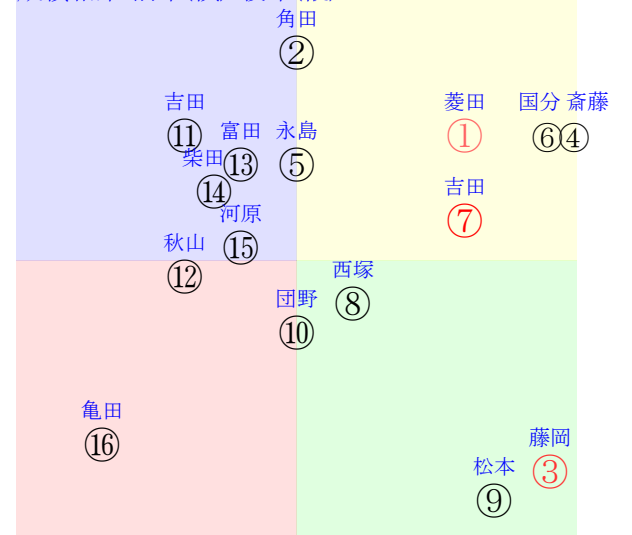 角田
②
吉田
菱田
国分 斎藤
⑪
富田
永島
①
⑥④
柴田
⑬
⑤
⑭
吉田
河原
⑦
秋山
⑮
西塚
⑫
団野
⑧
⑩
亀田
⑯
藤岡
松本
③
⑨